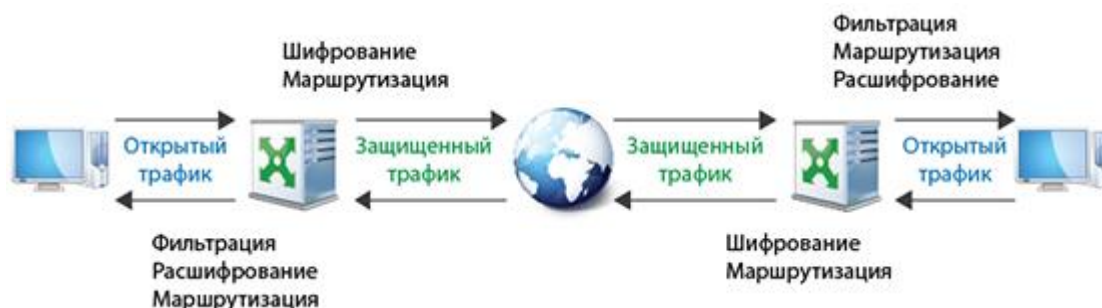 Шифрование
Маршрутизация
Фильтрация
Маршрутизация
Расшифрование
Открытый
трафик
Защищенный
трафик
Защищенный
трафик
Открытый
трафик
Фильтрация
Расшифрование
Маршрутизация
Шифрование
Маршрутизация